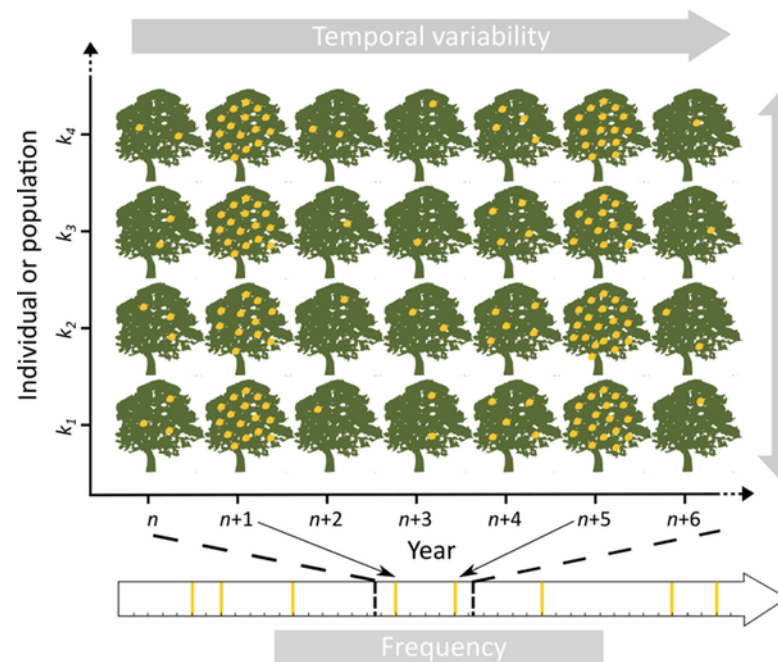 Temporal variability
Individual or population
k4
k3
k2
k1
n n+1 n+2 n+3 n+4 n+5 n+6
Year
Frequency